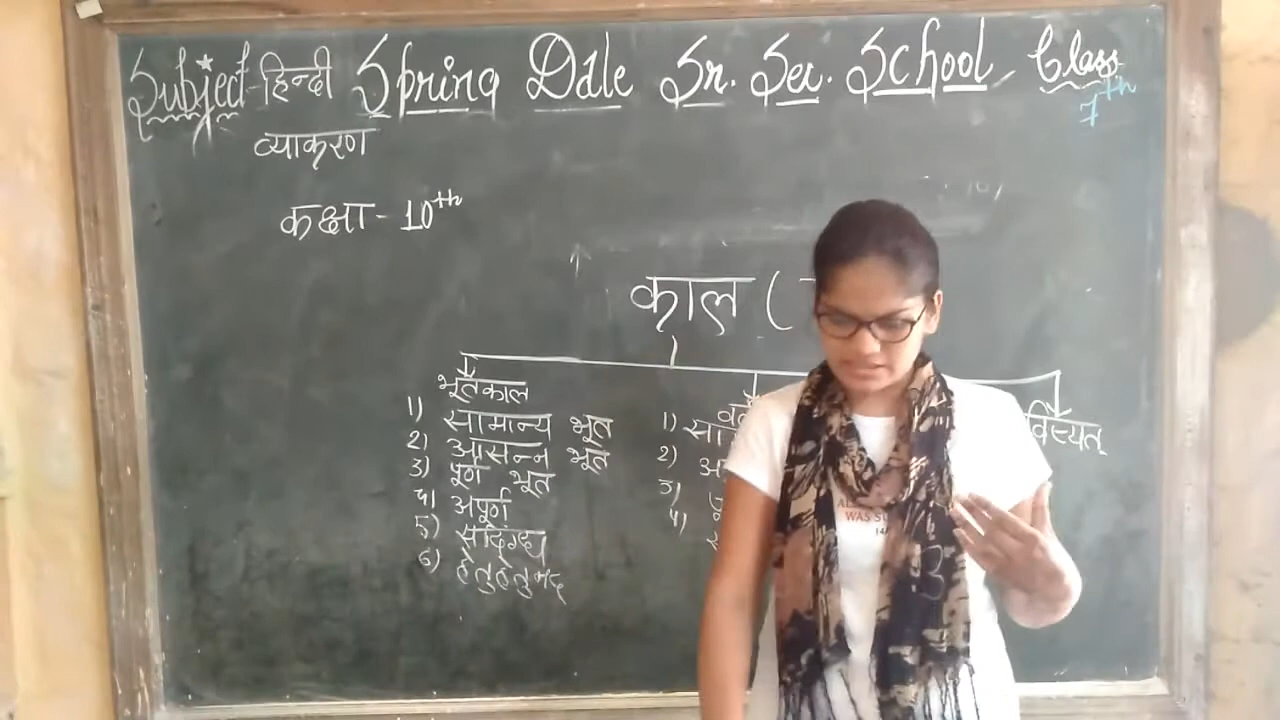 Subject - हिन्दी Spring Dale Sr. Sec. School, Class
7th
व्याकरण
कक्षा - 10th
काल (
भूतकाल
1) सामान्य भूत
2) आसन्न भूत
3) पूर्ण भूत
4) अपूर्ण
5) संदिग्ध
6) हेतुहेतुमद्
1) सा
2) अ
3)
4)
WAS